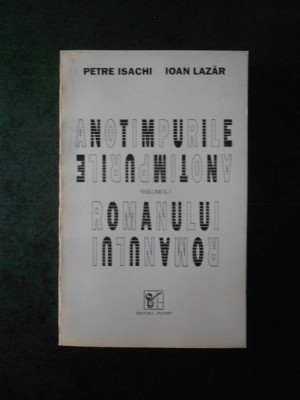 PETRE ISACHI IOAN LAZĂR
ANOTIMPURILE
ANOTIMPURILE
VOLUMUL I
ROMANULUI
ROMANULUI